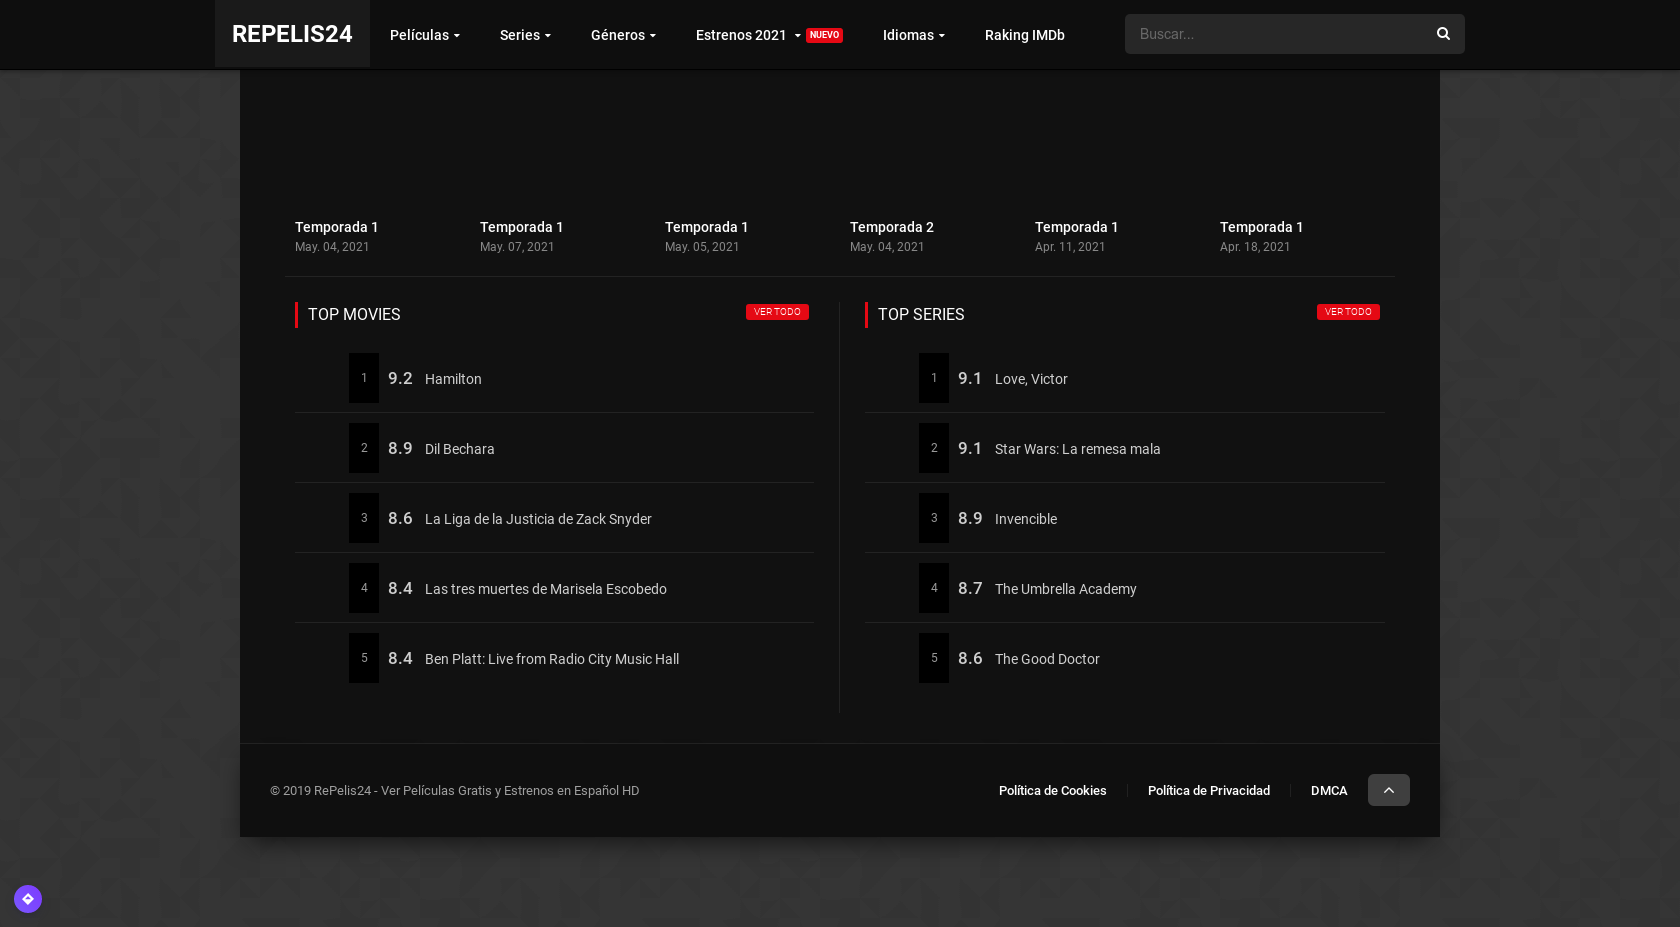 REPELIS24
Películas
Series
Géneros
Estrenos 2021 NUEVO
Idiomas
Raking IMDb
Buscar...
Temporada 1
May. 04, 2021
Temporada 1
May. 07, 2021
Temporada 1
May. 05, 2021
Temporada 2
May. 04, 2021
Temporada 1
Apr. 11, 2021
Temporada 1
Apr. 18, 2021
TOP MOVIES VER TODO
1 9.2 Hamilton
2 8.9 Dil Bechara
3 8.6 La Liga de la Justicia de Zack Snyder
4 8.4 Las tres muertes de Marisela Escobedo
5 8.4 Ben Platt: Live from Radio City Music Hall
TOP SERIES VER TODO
1 9.1 Love, Victor
2 9.1 Star Wars: La remesa mala
3 8.9 Invencible
4 8.7 The Umbrella Academy
5 8.6 The Good Doctor
© 2019 RePelis24 - Ver Películas Gratis y Estrenos en Español HD
Política de Cookies
Política de Privacidad
DMCA